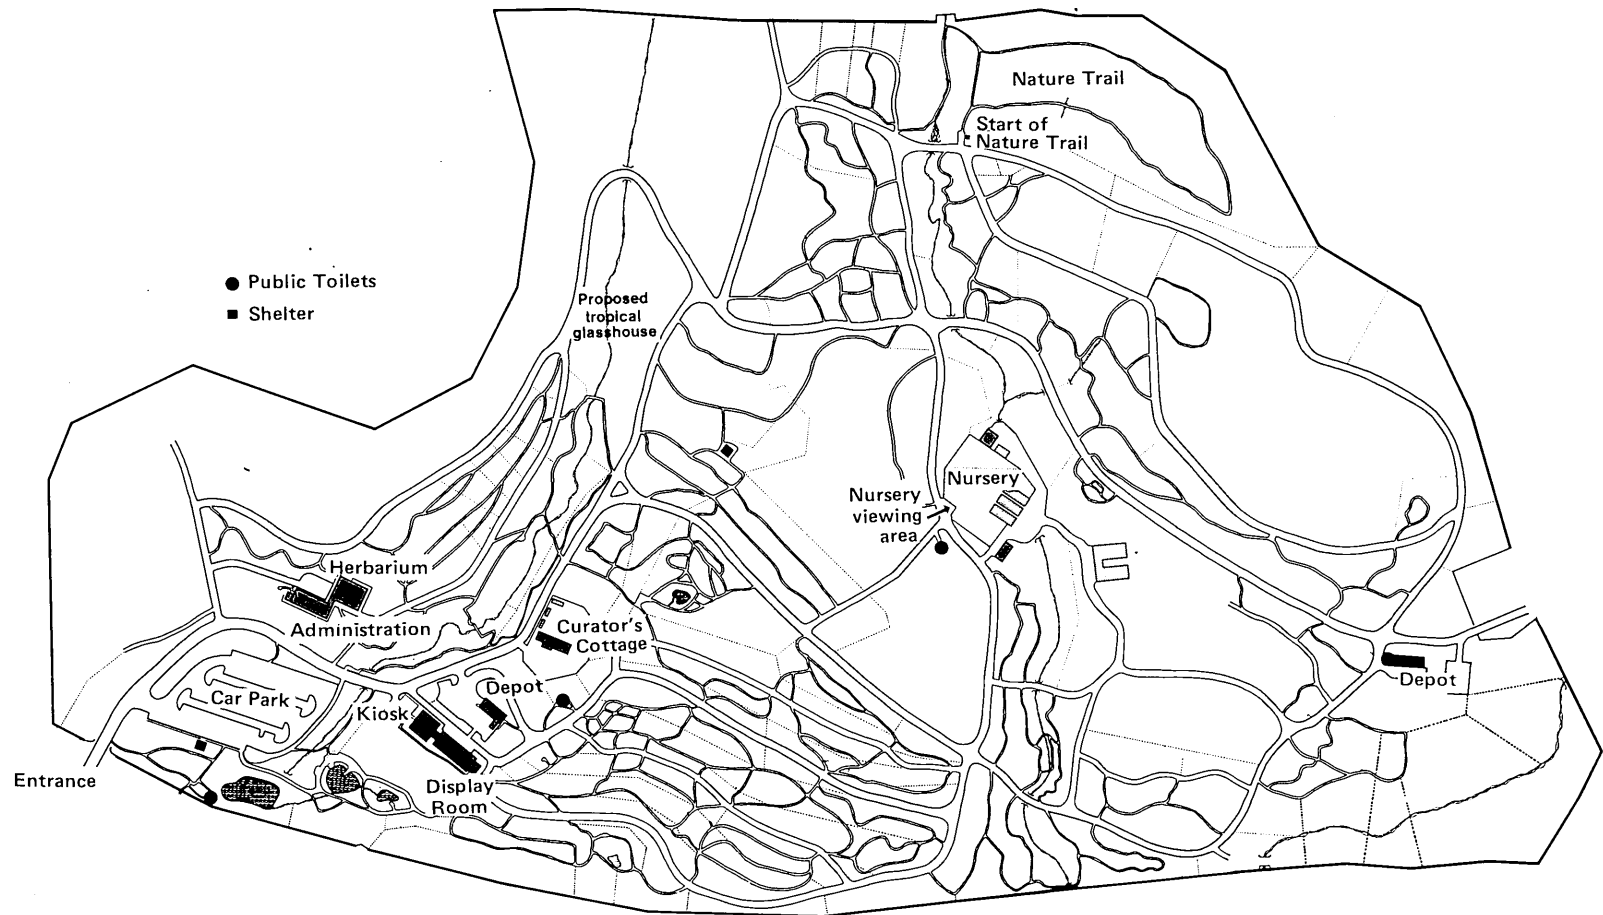 Nature Trail
Start of
Nature Trail
Public Toilets
Shelter
Proposed
tropical
glasshouse
Nursery
Nursery
viewing
area
Herbarium
Administration
Curator's
Cottage
Depot
Car Park
Kiosk
Depot
Entrance
Display
Room